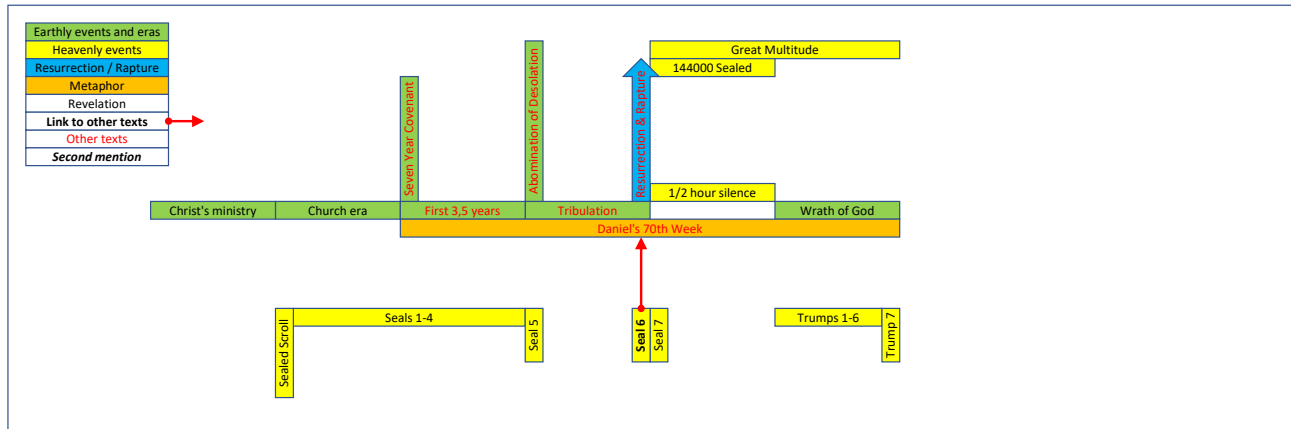 Earthly events and eras
Heavenly events
Resurrection / Rapture
Metaphor
Revelation
Link to other texts
Other texts
Second mention
Seven Year Covenant
Abomination of Desolation
Resurrection & Rapture
Great Multitude
144000 Sealed
1/2 hour silence
Christ's ministry
Church era
First 3,5 years
Tribulation
Wrath of God
Daniel's 70th Week
Sealed Scroll
Seals 1-4
Seal 5
Seal 6
Seal 7
Trumps 1-6
Trump 7